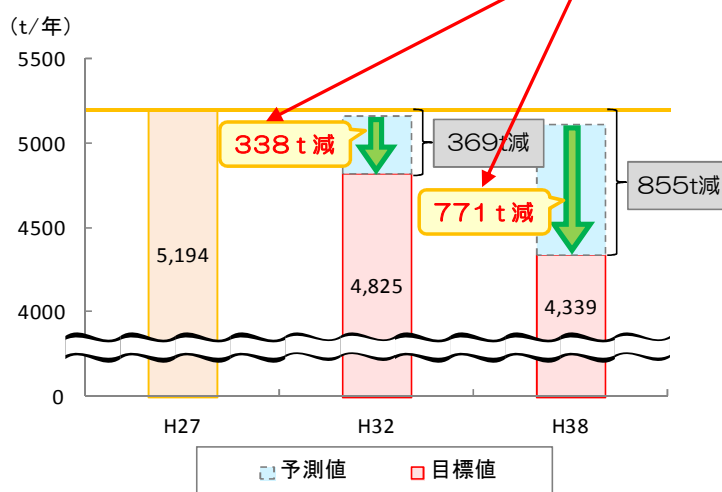 （t/年）
5500
5000
4500
4000
0
338ｔ減
369t減
771ｔ減
855t減
5,194
4,825
4,339
H27
H32
H38
予測値
目標値